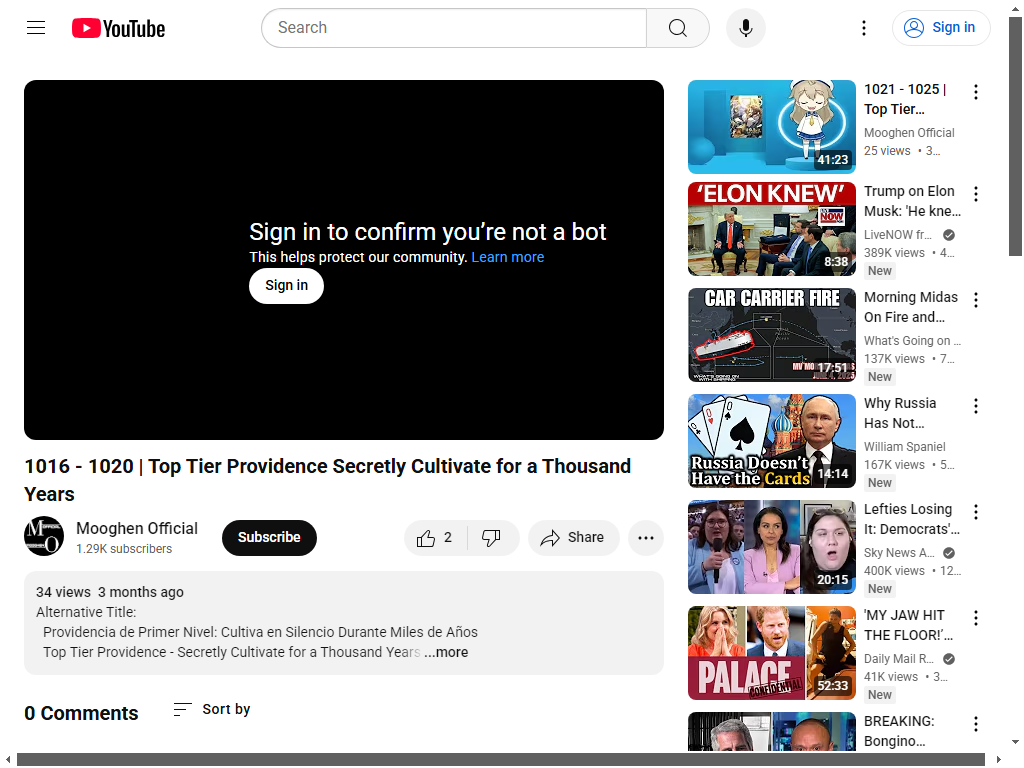 YouTube
Search
Sign in
Sign in to confirm you’re not a bot
This helps protect our community. Learn more
Sign in
1016 - 1020 | Top Tier Providence Secretly Cultivate for a Thousand
Years
Mooghen Official
1.29K subscribers
Subscribe
2
Share
34 views 3 months ago
Alternative Title:
Providencia de Primer Nivel: Cultiva en Silencio Durante Miles de Años
Top Tier Providence - Secretly Cultivate for a Thousand Years ...more
0 Comments
Sort by
41:23
1021 - 1025 |
Top Tier…
Mooghen Official
25 views • 3…
'ELON KNEW'
NOW
8:38
Trump on Elon
Musk: 'He kne…
LiveNOW fr…
389K views • 4…
New
CAR CARRIER FIRE
17:51
Morning Midas
On Fire and…
What's Going on …
137K views • 7…
New
Russia Doesn't
Have the Cards
14:14
Why Russia
Has Not…
William Spaniel
167K views • 5…
New
20:15
Lefties Losing
It: Democrats'…
Sky News A…
400K views • 12…
New
PALACE
CONFIDENTIAL
52:33
'MY JAW HIT
THE FLOOR!'…
Daily Mail R…
41K views • 3…
New
BREAKING:
Bongino…